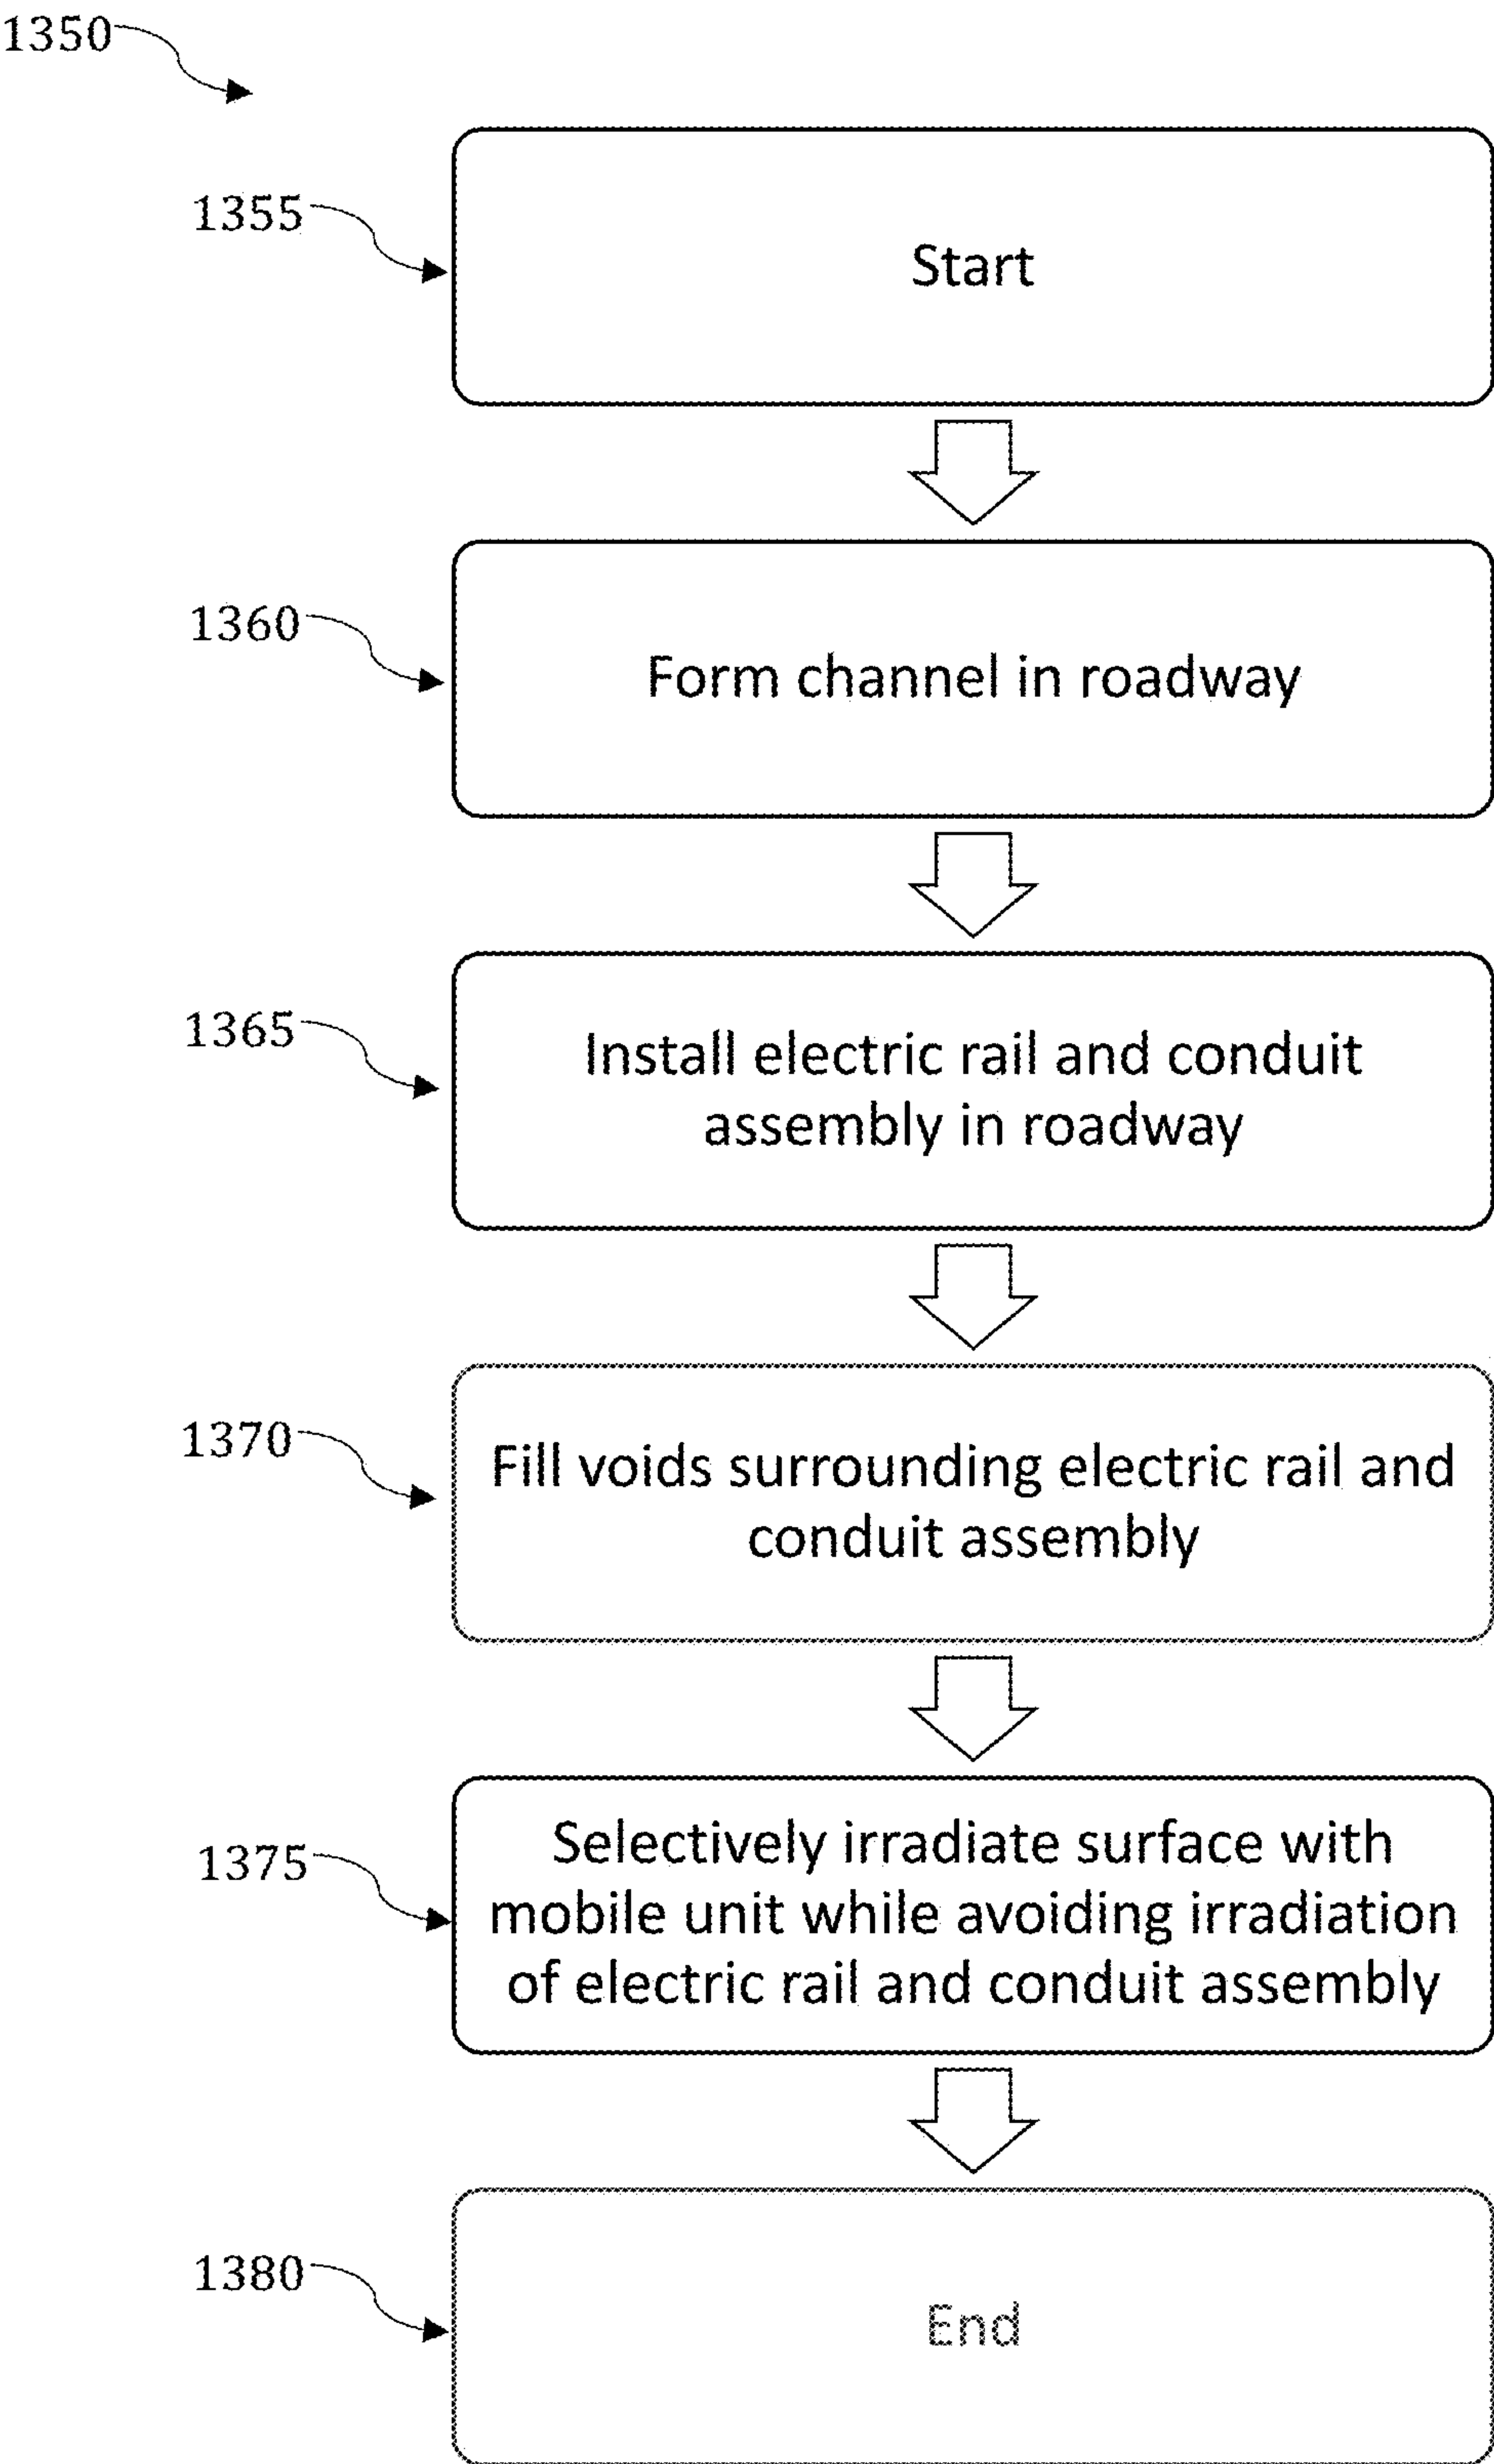 1350
1355
Start
1360
Form channel in roadway
1365
Install electric rail and conduit
assembly in roadway
1370
Fill voids surrounding electric rail and
conduit assembly
1375
Selectively irradiate surface with
mobile unit while avoiding irradiation
of electric rail and conduit assembly
1380
End